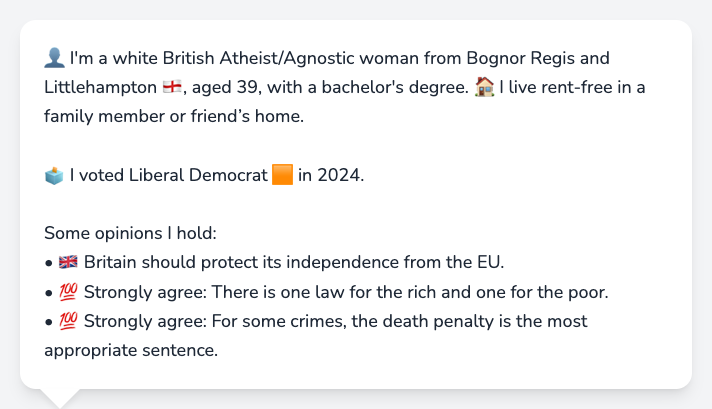 👤 I'm a white British Atheist/Agnostic woman from Bognor Regis and
Littlehampton 🏴󠁧󠁢󠁥󠁮󠁧󠁿, aged 39, with a bachelor's degree. 🏠 I live rent-free in a
family member or friend’s home.
🗳️ I voted Liberal Democrat 🟧 in 2024.
Some opinions I hold:
• 🇬🇧 Britain should protect its independence from the EU.
• 💯 Strongly agree: There is one law for the rich and one for the poor.
• 💯 Strongly agree: For some crimes, the death penalty is the most
appropriate sentence.